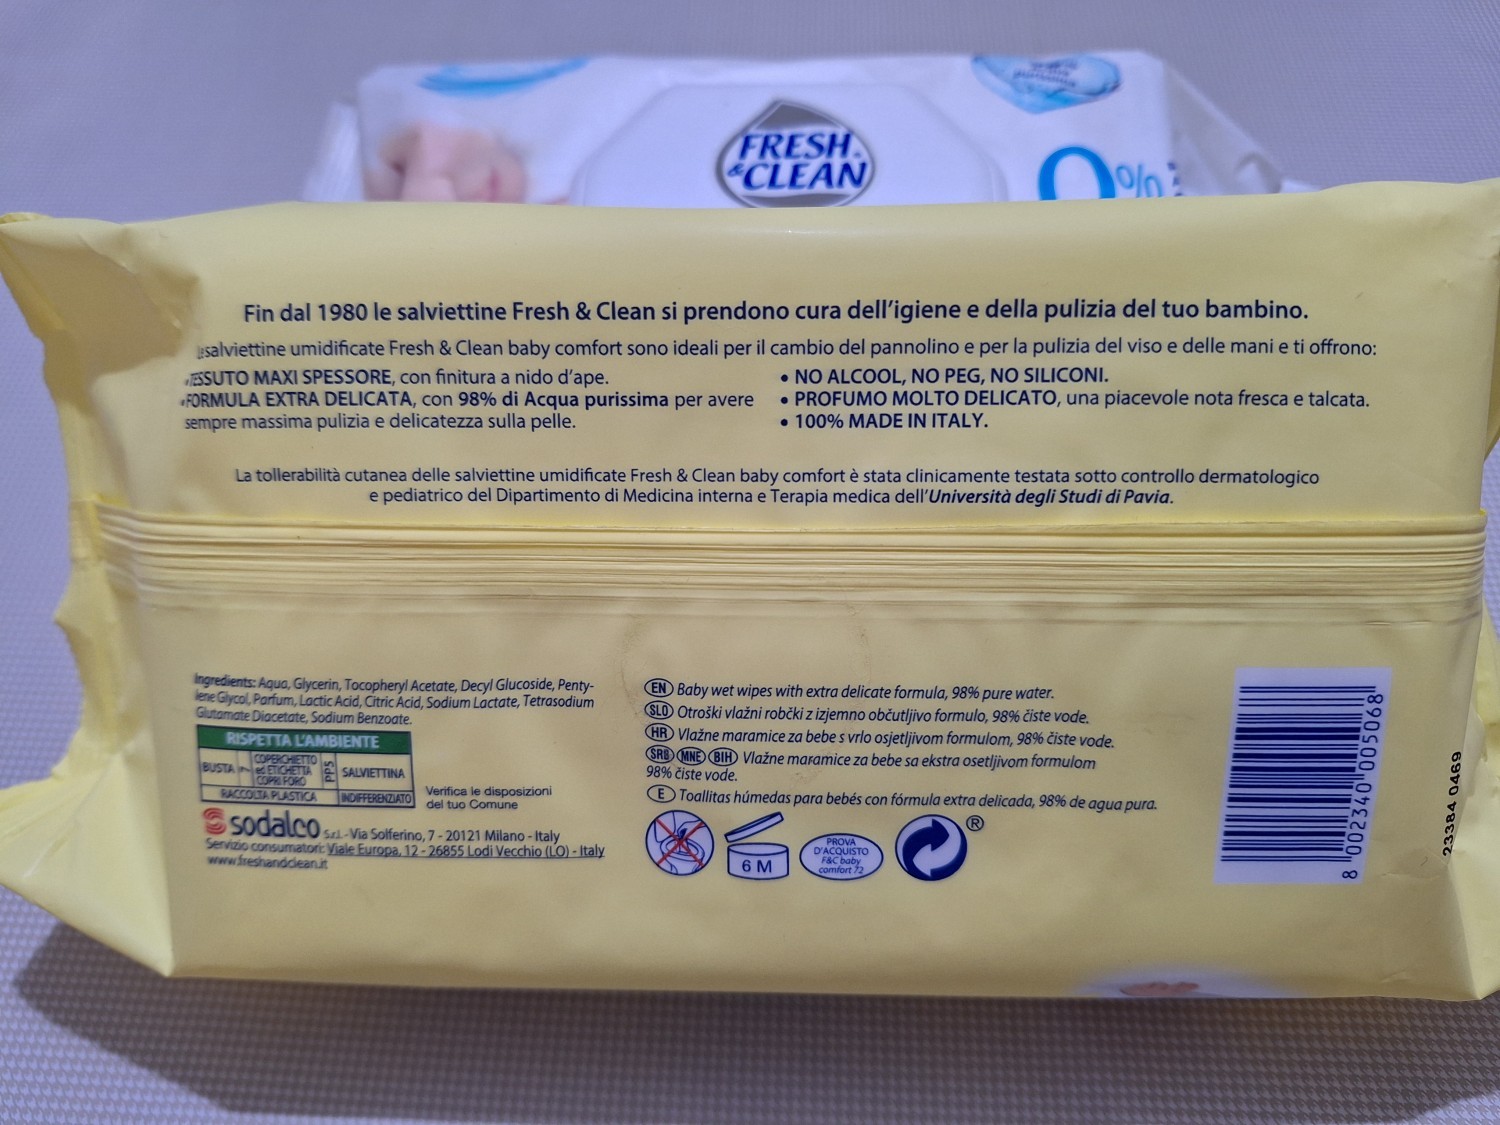 FRESH
& CLEAN
0%
Fin dal 1980 le salviettine Fresh & Clean si prendono cura dell'igiene e della pulizia del tuo bambino.
salviettine umidificate Fresh & Clean baby comfort sono ideali per il cambio del pannolino e per la pulizia del viso e delle mani e ti offrono:
TESSUTO MAXI SPESSORE, con finitura a nido d'ape.
•FORMULA EXTRA DELICATA, con 98% di Acqua purissima per avere
sempre massima pulizia e delicatezza sulla pelle.
• NO ALCOOL, NO PEG, NO SILICONI.
• PROFUMO MOLTO DELICATO, una piacevole nota fresca e talcata.
• 100% MADE IN ITALY.
La tollerabilità cutanea delle salviettine umidificate Fresh & Clean baby comfort è stata clinicamente testata sotto controllo dermatologico
e pediatrico del Dipartimento di Medicina interna e Terapia medica dell'Università degli Studi di Pavia.
Ingredients: Aqua, Glycerin, Tocopheryl Acetate, Decyl Glucoside, Penty-
lene Glycol, Parfum, Lactic Acid, Citric Acid, Sodium Lactate, Tetrasodium
Glutamate Diacetate, Sodium Benzoate.
RISPETTA L'AMBIENTE
BUSTA
COPERCHIETTO
ed ETICHETTA
COPRI FORO
PP5
SALVIETTINA
RACCOLTA PLASTICA
INDIFFERENZIATO
Verifica le disposizioni
del tuo Comune
sodalco S.r.l. - Via Solferino, 7 - 20121 Milano - Italy
Servizio consumatori: Viale Europa, 12 - 26855 Lodi Vecchio (LO) - Italy
www.freshandclean.it
EN Baby wet wipes with extra delicate formula, 98% pure water.
SLO Otroški vlažni robčki z izjemno občutljivo formulo, 98% čiste vode.
HR Vlažne maramice za bebe s vrlo osjetljivom formulom, 98% čiste vode.
SRB MNE BIH Vlažne maramice za bebe sa ekstra osetljivom formulom
98% čiste vode.
E Toallitas húmedas para bebés con fórmula extra delicada, 98% de agua pura.
6 M
PROVA
D'ACQUISTO
F&C baby
comfort 72
®
8 002340 005068
23384 0469